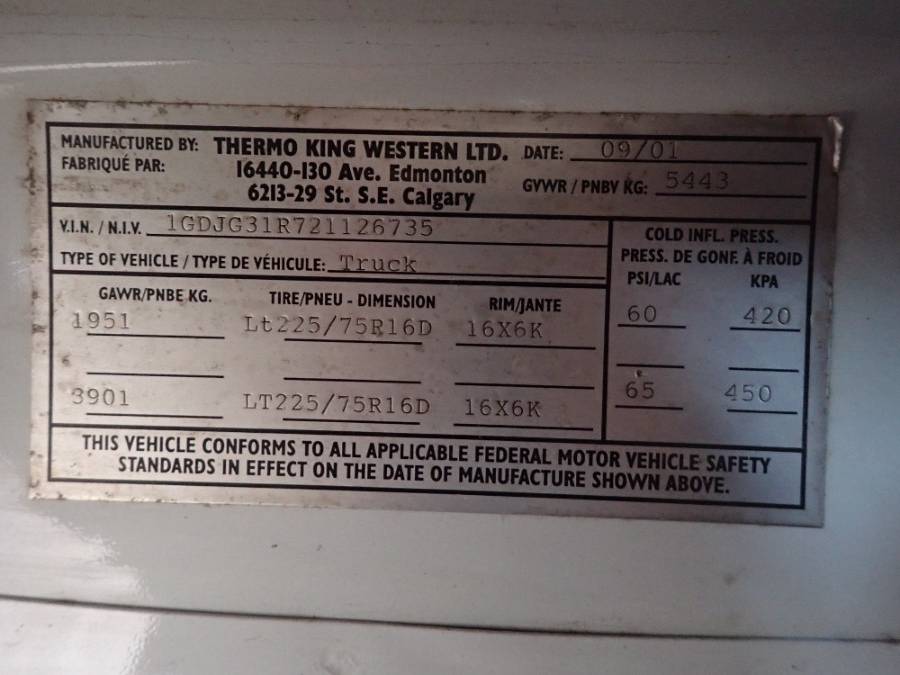 MANUFACTURED BY: THERMO KING WESTERN LTD. DATE: 09/01
FABRIQUÉ PAR: 16440-130 Ave. Edmonton
6213-29 St. S.E. Calgary GVWR / PNBV KG: 5443
V.I.N. / N.I.V. 1GDJG31R721126735
TYPE OF VEHICLE / TYPE DE VÉHICULE: Truck
COLD INFL. PRESS.
PRESS. DE GONF. À FROID
GAWR/PNBE KG. TIRE/PNEU - DIMENSION RIM/JANTE PSI/LAC KPA
1951 Lt225/75R16D 16X6K 60 420
3901 LT225/75R16D 16X6K 65 450
THIS VEHICLE CONFORMS TO ALL APPLICABLE FEDERAL MOTOR VEHICLE SAFETY
STANDARDS IN EFFECT ON THE DATE OF MANUFACTURE SHOWN ABOVE.